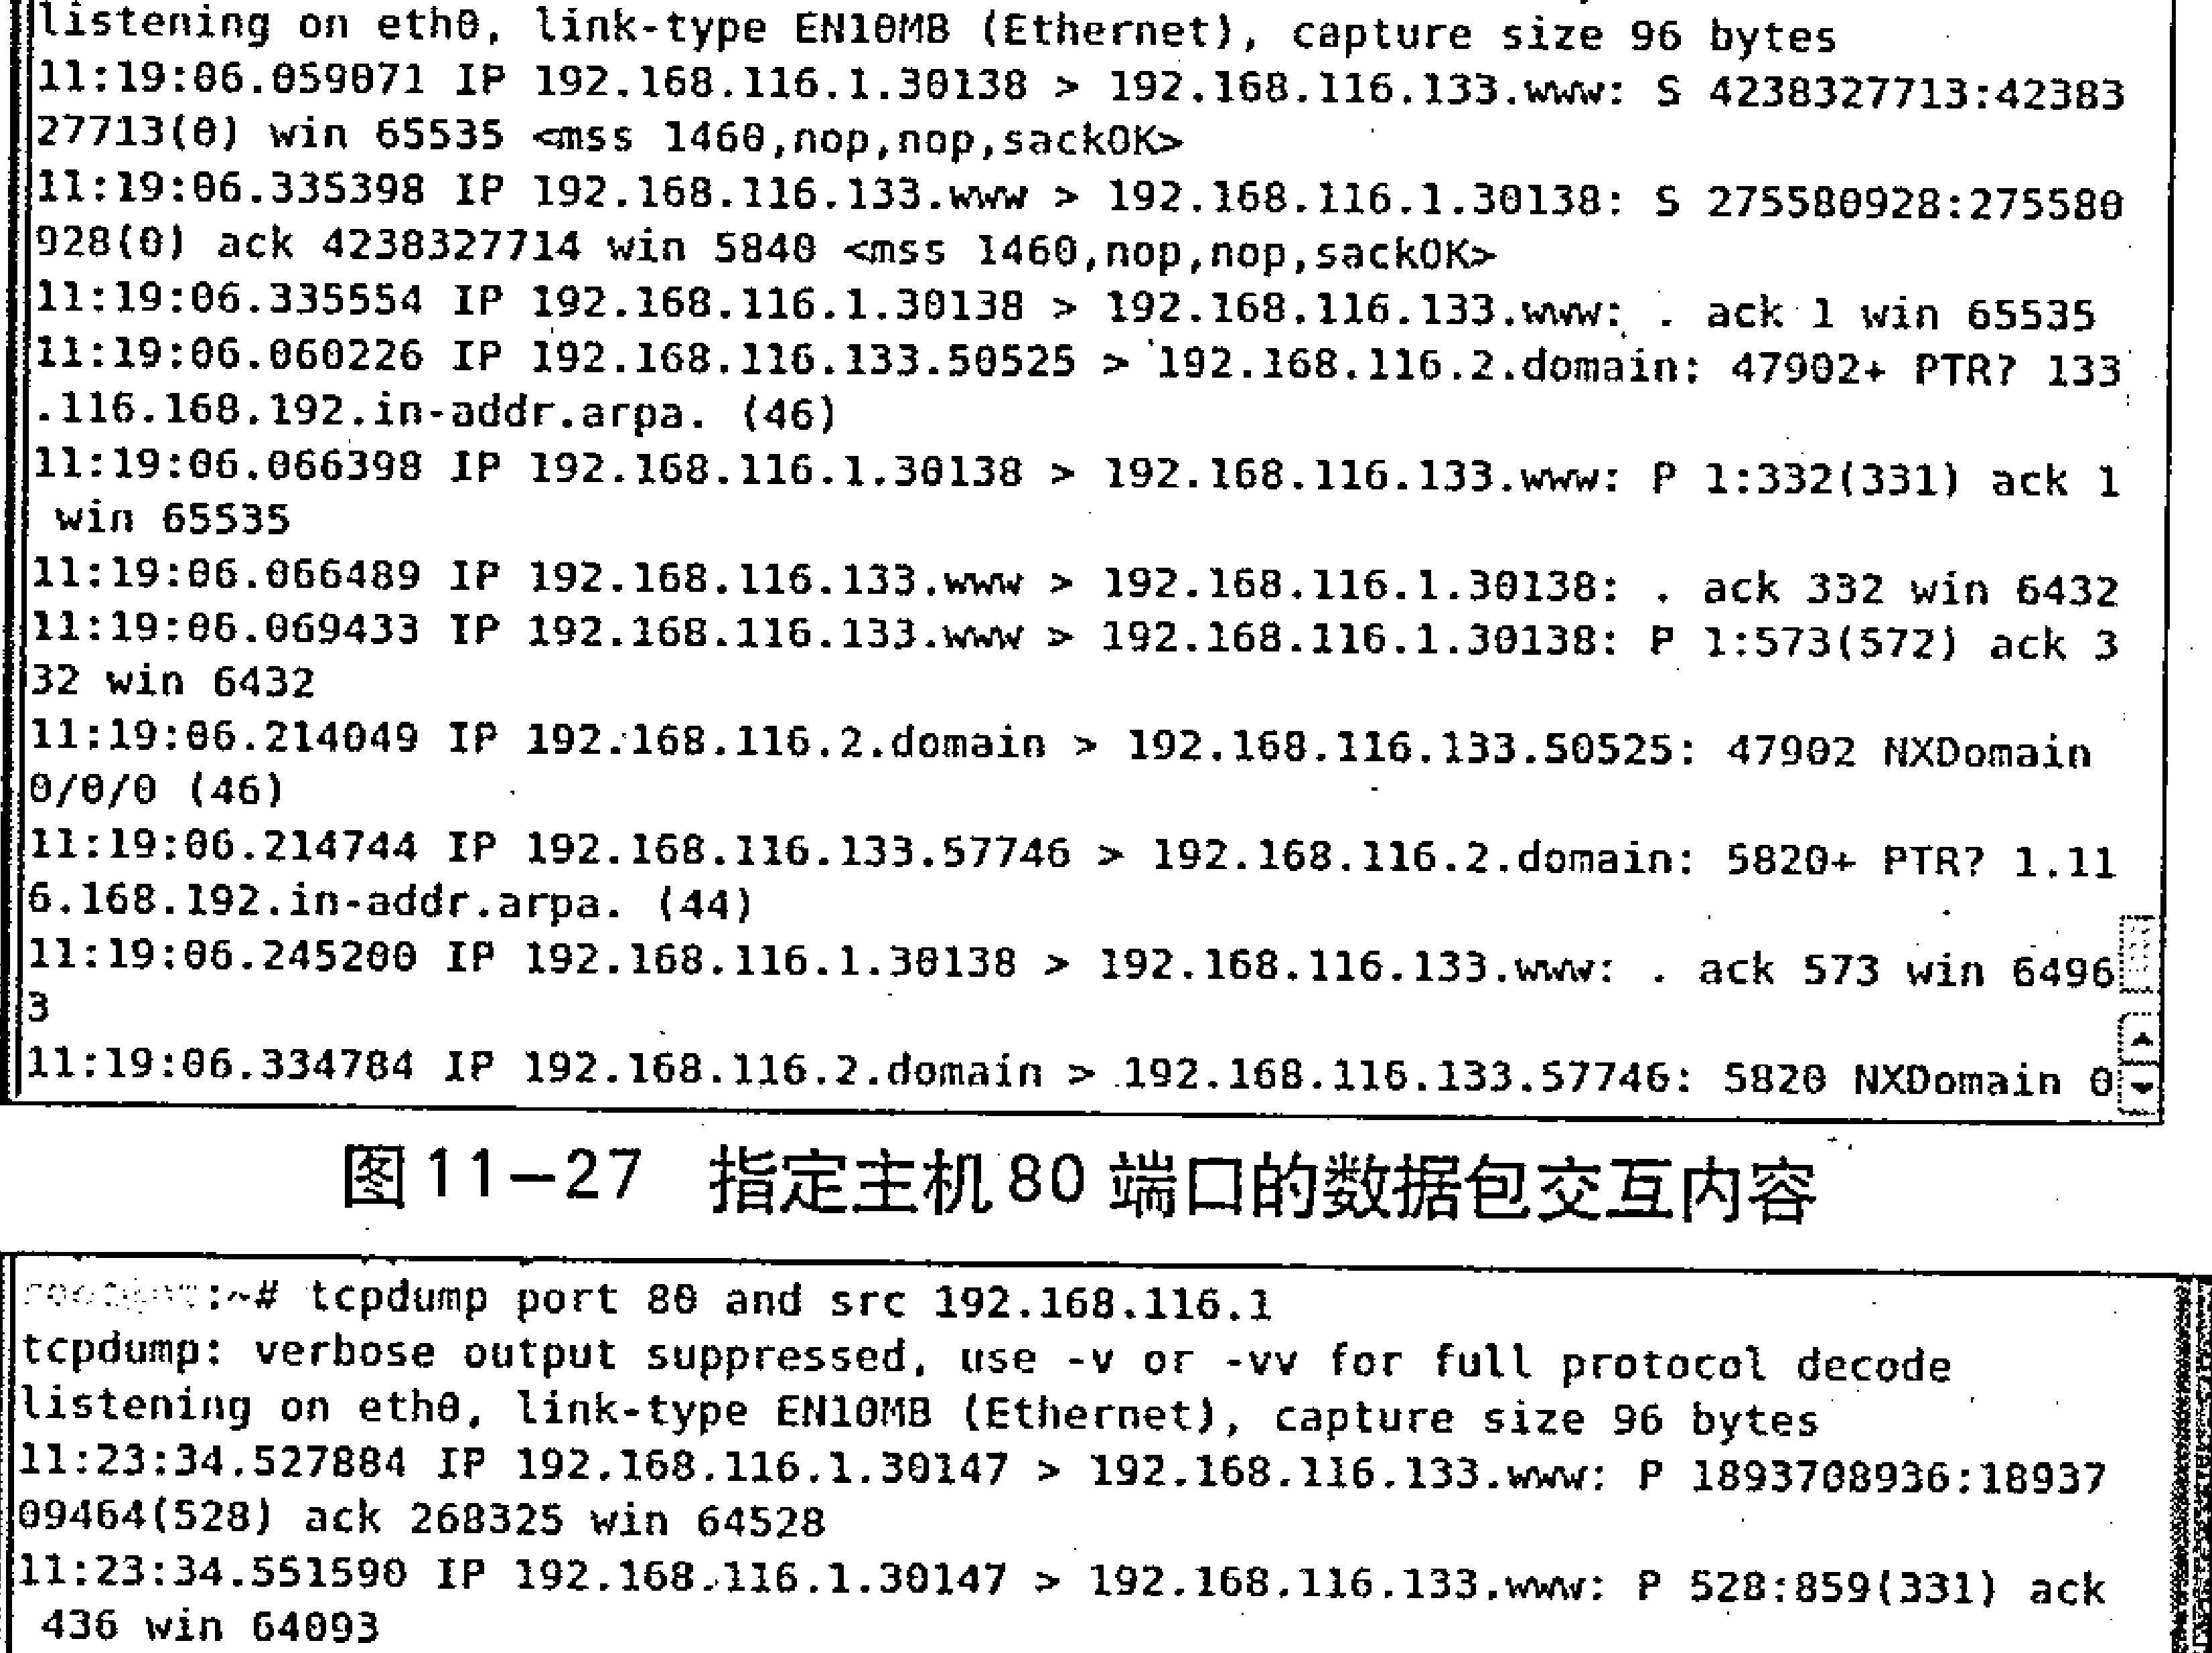 listening on eth0, link-type EN10MB (Ethernet), capture size 96 bytes
11:19:06.059071 IP 192.168.116.1.30138 > 192.168.116.133.www: S 4238327713:42383
27713(0) win 65535 <mss 1460,nop,nop,sackOK>
11:19:06.335398 IP 192.168.116.133.www > 192.168.116.1.30138: S 275580928:275580
928(0) ack 4238327714 win 5840 <mss 1460,nop,nop,sackOK>
11:19:06.335554 IP 192.168.116.1.30138 > 192.168.116.133.www: . ack 1 win 65535
11:19:06.060226 IP 192.168.116.133.50525 > 192.168.116.2.domain: 47902+ PTR? 133
.116.168.192.in-addr.arpa. (46)
11:19:06.066398 IP 192.168.116.1.30138 > 192.168.116.133.www: P 1:332(331) ack 1
win 65535
11:19:06.066489 IP 192.168.116.133.www > 192.168.116.1.30138: . ack 332 win 6432
11:19:06.069433 IP 192.168.116.133.www > 192.168.116.1.30138: P 1:573(572) ack 3
32 win 6432
11:19:06.214049 IP 192.168.116.2.domain > 192.168.116.133.50525: 47902 NXDomain
0/0/0 (46)
11:19:06.214744 IP 192.168.116.133.57746 > 192.168.116.2.domain: 5820+ PTR? 1.11
6.168.192.in-addr.arpa. (44)
11:19:06.245200 IP 192.168.116.1.30138 > 192.168.116.133.www: . ack 573 win 6496
3
11:19:06.334784 IP 192.168.116.2.domain > 192.168.116.133.57746: 5820 NXDomain 0
图11-27 指定主机80端口的数据包交互内容
:~# tcpdump port 80 and src 192.168.116.1
tcpdump: verbose output suppressed, use -v or -vv for full protocol decode
listening on eth0, link-type EN10MB (Ethernet), capture size 96 bytes
11:23:34.527884 IP 192.168.116.1.30147 > 192.168.116.133.www: P 1893708936:18937
09464(528) ack 268325 win 64528
11:23:34.551590 IP 192.168.116.1.30147 > 192.168.116.133.www: P 528:859(331) ack
436 win 64093